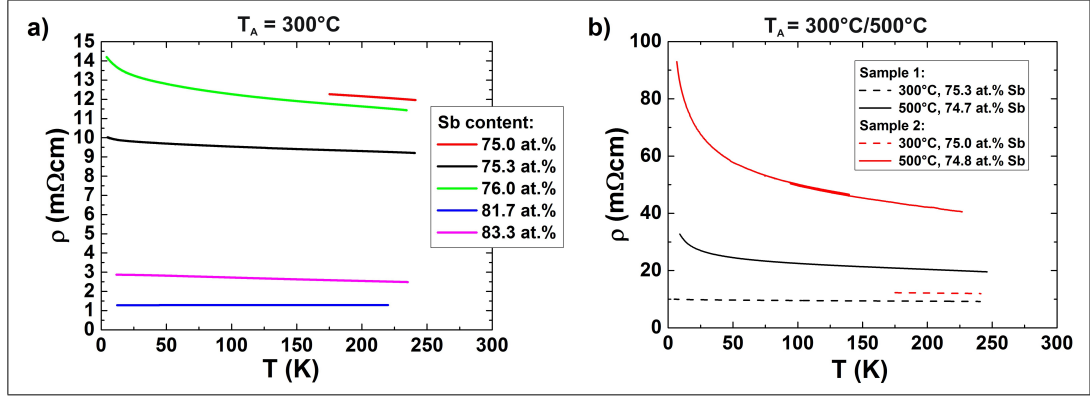 a)
T_A = 300°C
15
14
13
12
11
10
9
8
7
6
5
4
3
2
1
0
ρ (mΩcm)
0 50 100 150 200 250 300
T (K)
Sb content:
75.0 at.%
75.3 at.%
76.0 at.%
81.7 at.%
83.3 at.%
b)
T_A = 300°C/500°C
100
80
60
40
20
0
ρ (mΩcm)
0 50 100 150 200 250 300
T (K)
Sample 1:
300°C, 75.3 at.% Sb
500°C, 74.7 at.% Sb
Sample 2:
300°C, 75.0 at.% Sb
500°C, 74.8 at.% Sb